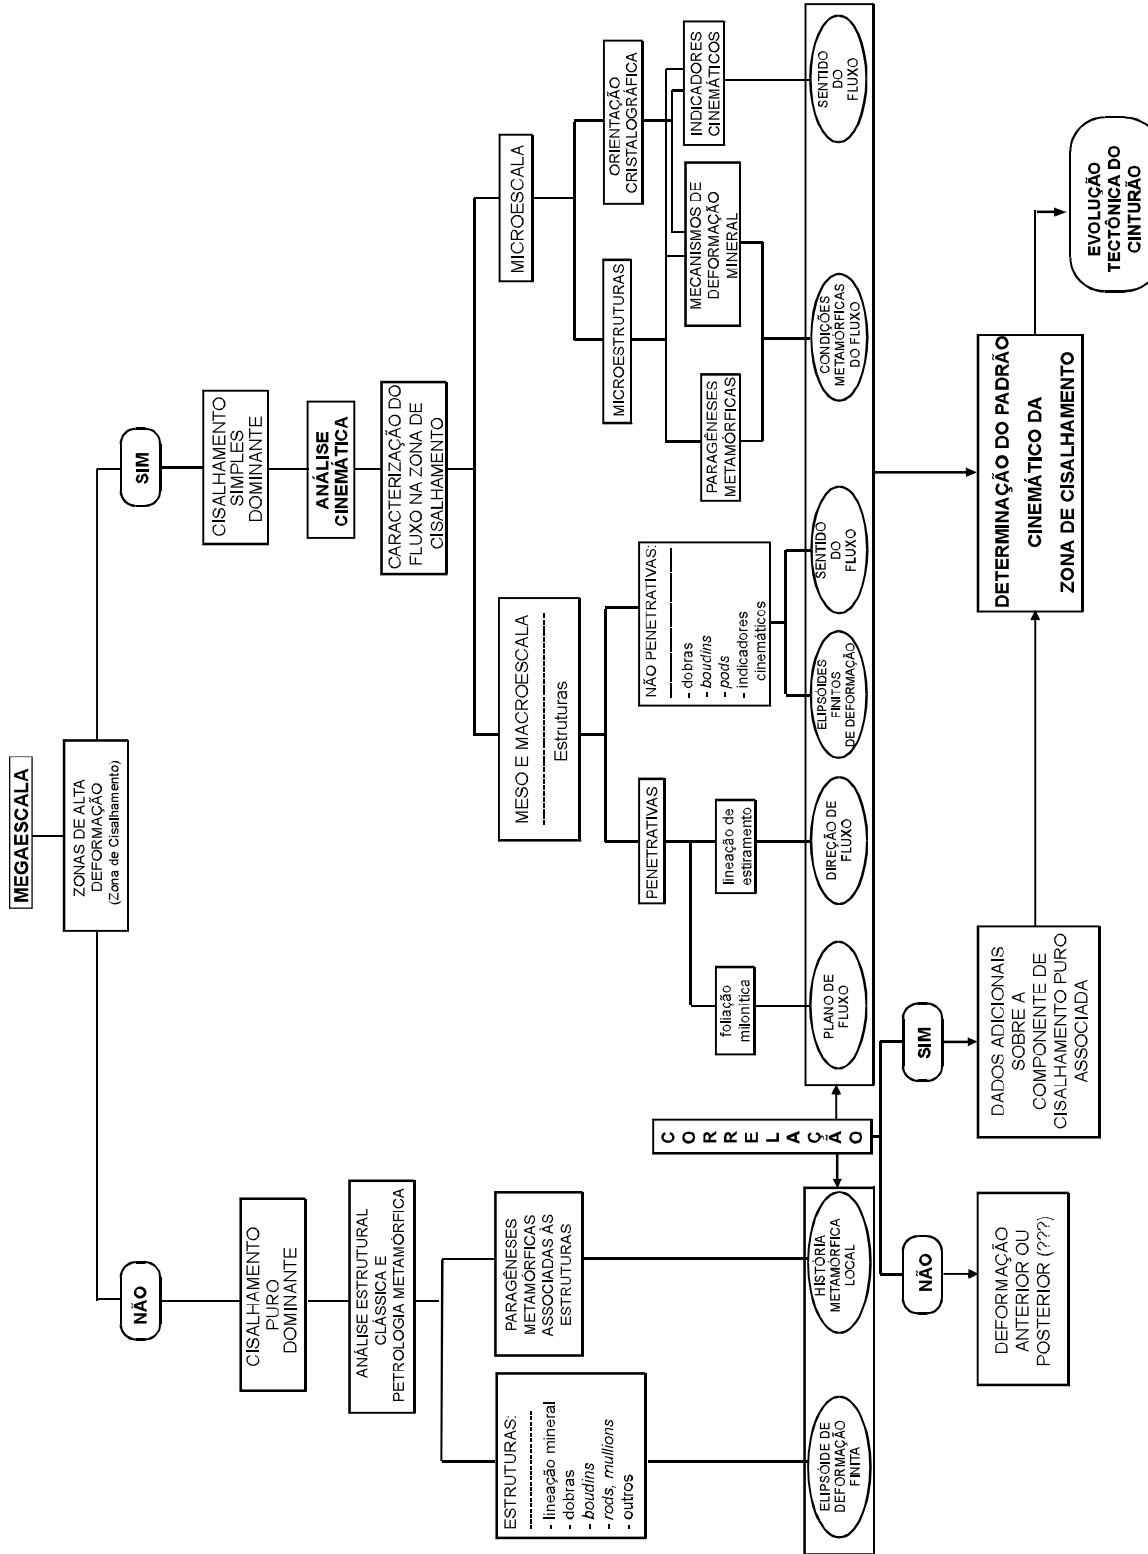 MEGAESCALA
ZONAS DE ALTA
DEFORMAÇÃO
(Zona de Cisalhamento)
NÃO
SIM
CISALHAMENTO
PURO
DOMINANTE
ANÁLISE ESTRUTURAL
CLÁSSICA E
PETROLOGIA METAMÓRFICA
ESTRUTURAS:
- lineação mineral
- dobras
- boudins
- rods, mullions
- outros
PARAGÊNESES
METAMÓRFICAS
ASSOCIADAS ÀS
ESTRUTURAS
ELIPSÓIDE DE
DEFORMAÇÃO
FINITA
HISTÓRIA
METAMÓRFICA
LOCAL
CISALHAMENTO
SIMPLES
DOMINANTE
ANÁLISE
CINEMÁTICA
CARACTERIZAÇÃO DO
FLUXO NA ZONA DE
CISALHAMENTO
MESO E MACROESCALA
Estruturas
PENETRATIVAS
foliação
milonítica
lineação de
estiramento
PLANO DE
FLUXO
DIREÇÃO DE
FLUXO
NÃO PENETRATIVAS:
- dobras
- boudins
- pods
- indicadores
cinemáticos
ELIPSÓIDES
FINITOS
DE DEFORMAÇÃO
SENTIDO
DO
FLUXO
MICROESCALA
MICROESTRUTURAS
ORIENTAÇÃO
CRISTALOGRÁFICA
PARAGÊNESES
METAMÓRFICAS
MECANISMOS DE
DEFORMAÇÃO
MINERAL
INDICADORES
CINEMÁTICOS
CONDIÇÕES
METAMÓRFICAS
DO FLUXO
SENTIDO
DO
FLUXO
CORRELAÇÃO
NÃO
SIM
DEFORMAÇÃO
ANTERIOR OU
POSTERIOR (???)
DADOS ADICIONAIS
SOBRE A
COMPONENTE DE
CISALHAMENTO PURO
ASSOCIADA
DETERMINAÇÃO DO PADRÃO
CINEMÁTICO DA
ZONA DE CISALHAMENTO
EVOLUÇÃO
TECTÔNICA DO
CINTURÃO